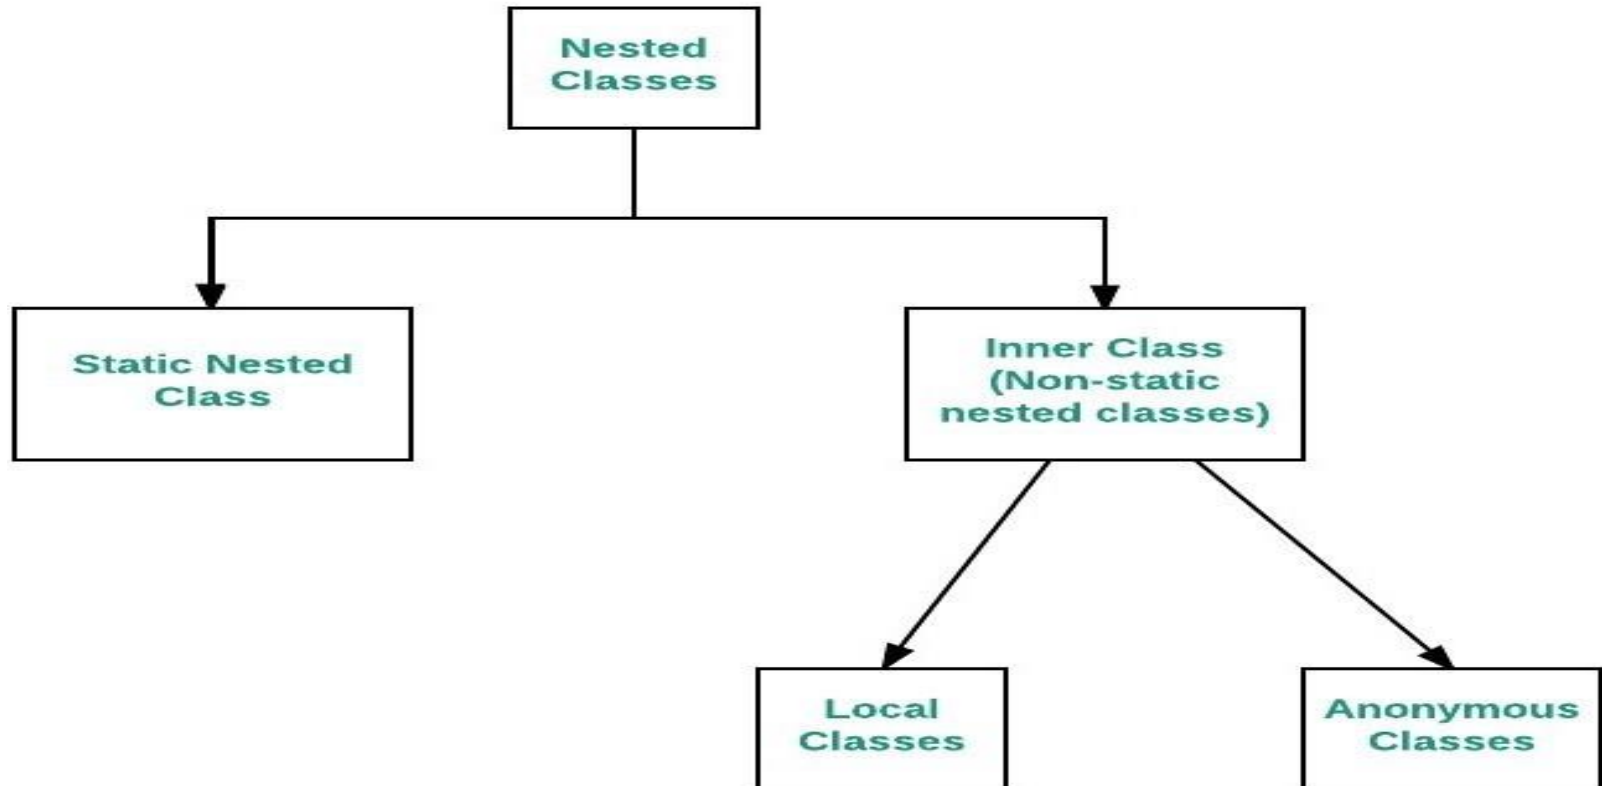 Nested
Classes
Static Nested
Class
Inner Class
(Non-static
nested classes)
Local
Classes
Anonymous
Classes